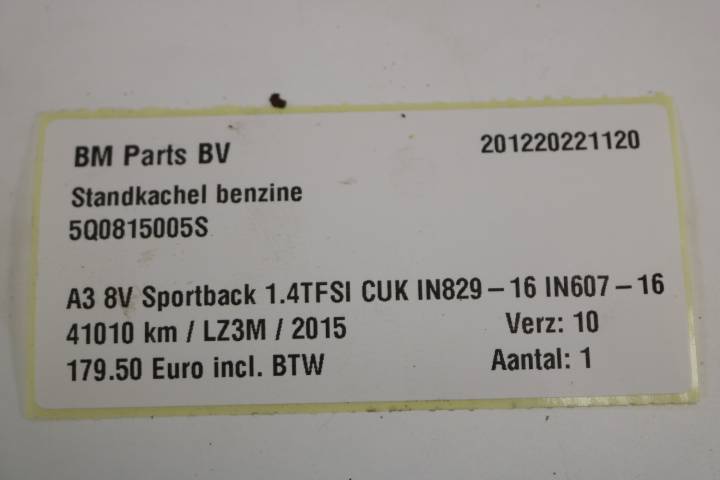 BM Parts BV 201220221120
Standkachel benzine
5Q0815005S
A3 8V Sportback 1.4TFSI CUK IN829-16 IN607-16
41010 km / LZ3M / 2015 Verz: 10
179.50 Euro incl. BTW Aantal: 1